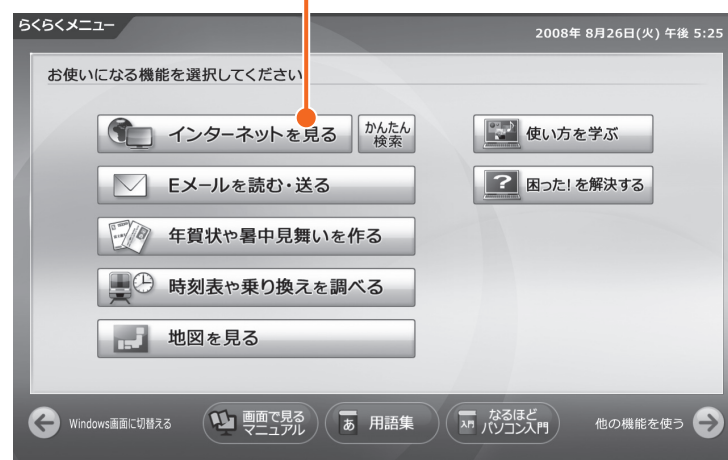 らくらくメニュー
2008年 8月26日(火) 午後 5:25
お使いになる機能を選択してください
インターネットを見る
かんたん
検索
使い方を学ぶ
Eメールを読む・送る
?
困った!を解決する
年賀状や暑中見舞いを作る
時刻表や乗り換えを調べる
地図を見る
Windows画面に切替える
画面で見る
マニュアル
あ
用語集
入門
なるほど
パソコン入門
他の機能を使う